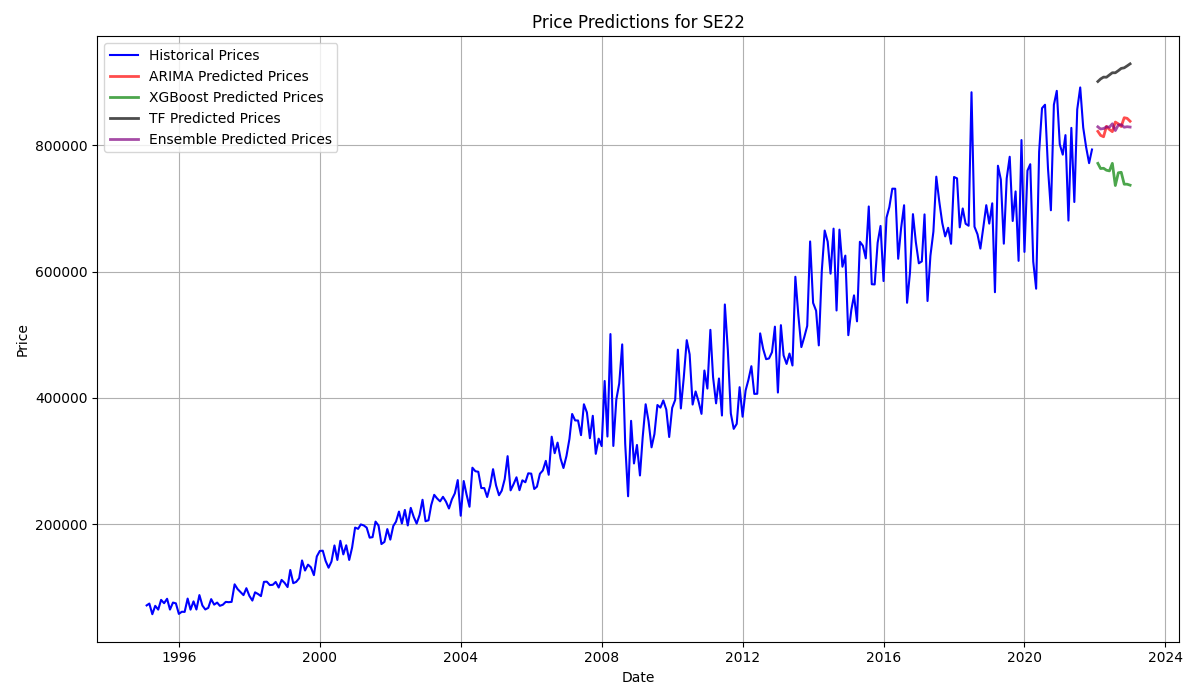 Price Predictions for SE22
Historical Prices
ARIMA Predicted Prices
XGBoost Predicted Prices
TF Predicted Prices
Ensemble Predicted Prices
800000
600000
400000
200000
Price
1996 2000 2004 2008 2012 2016 2020 2024
Date